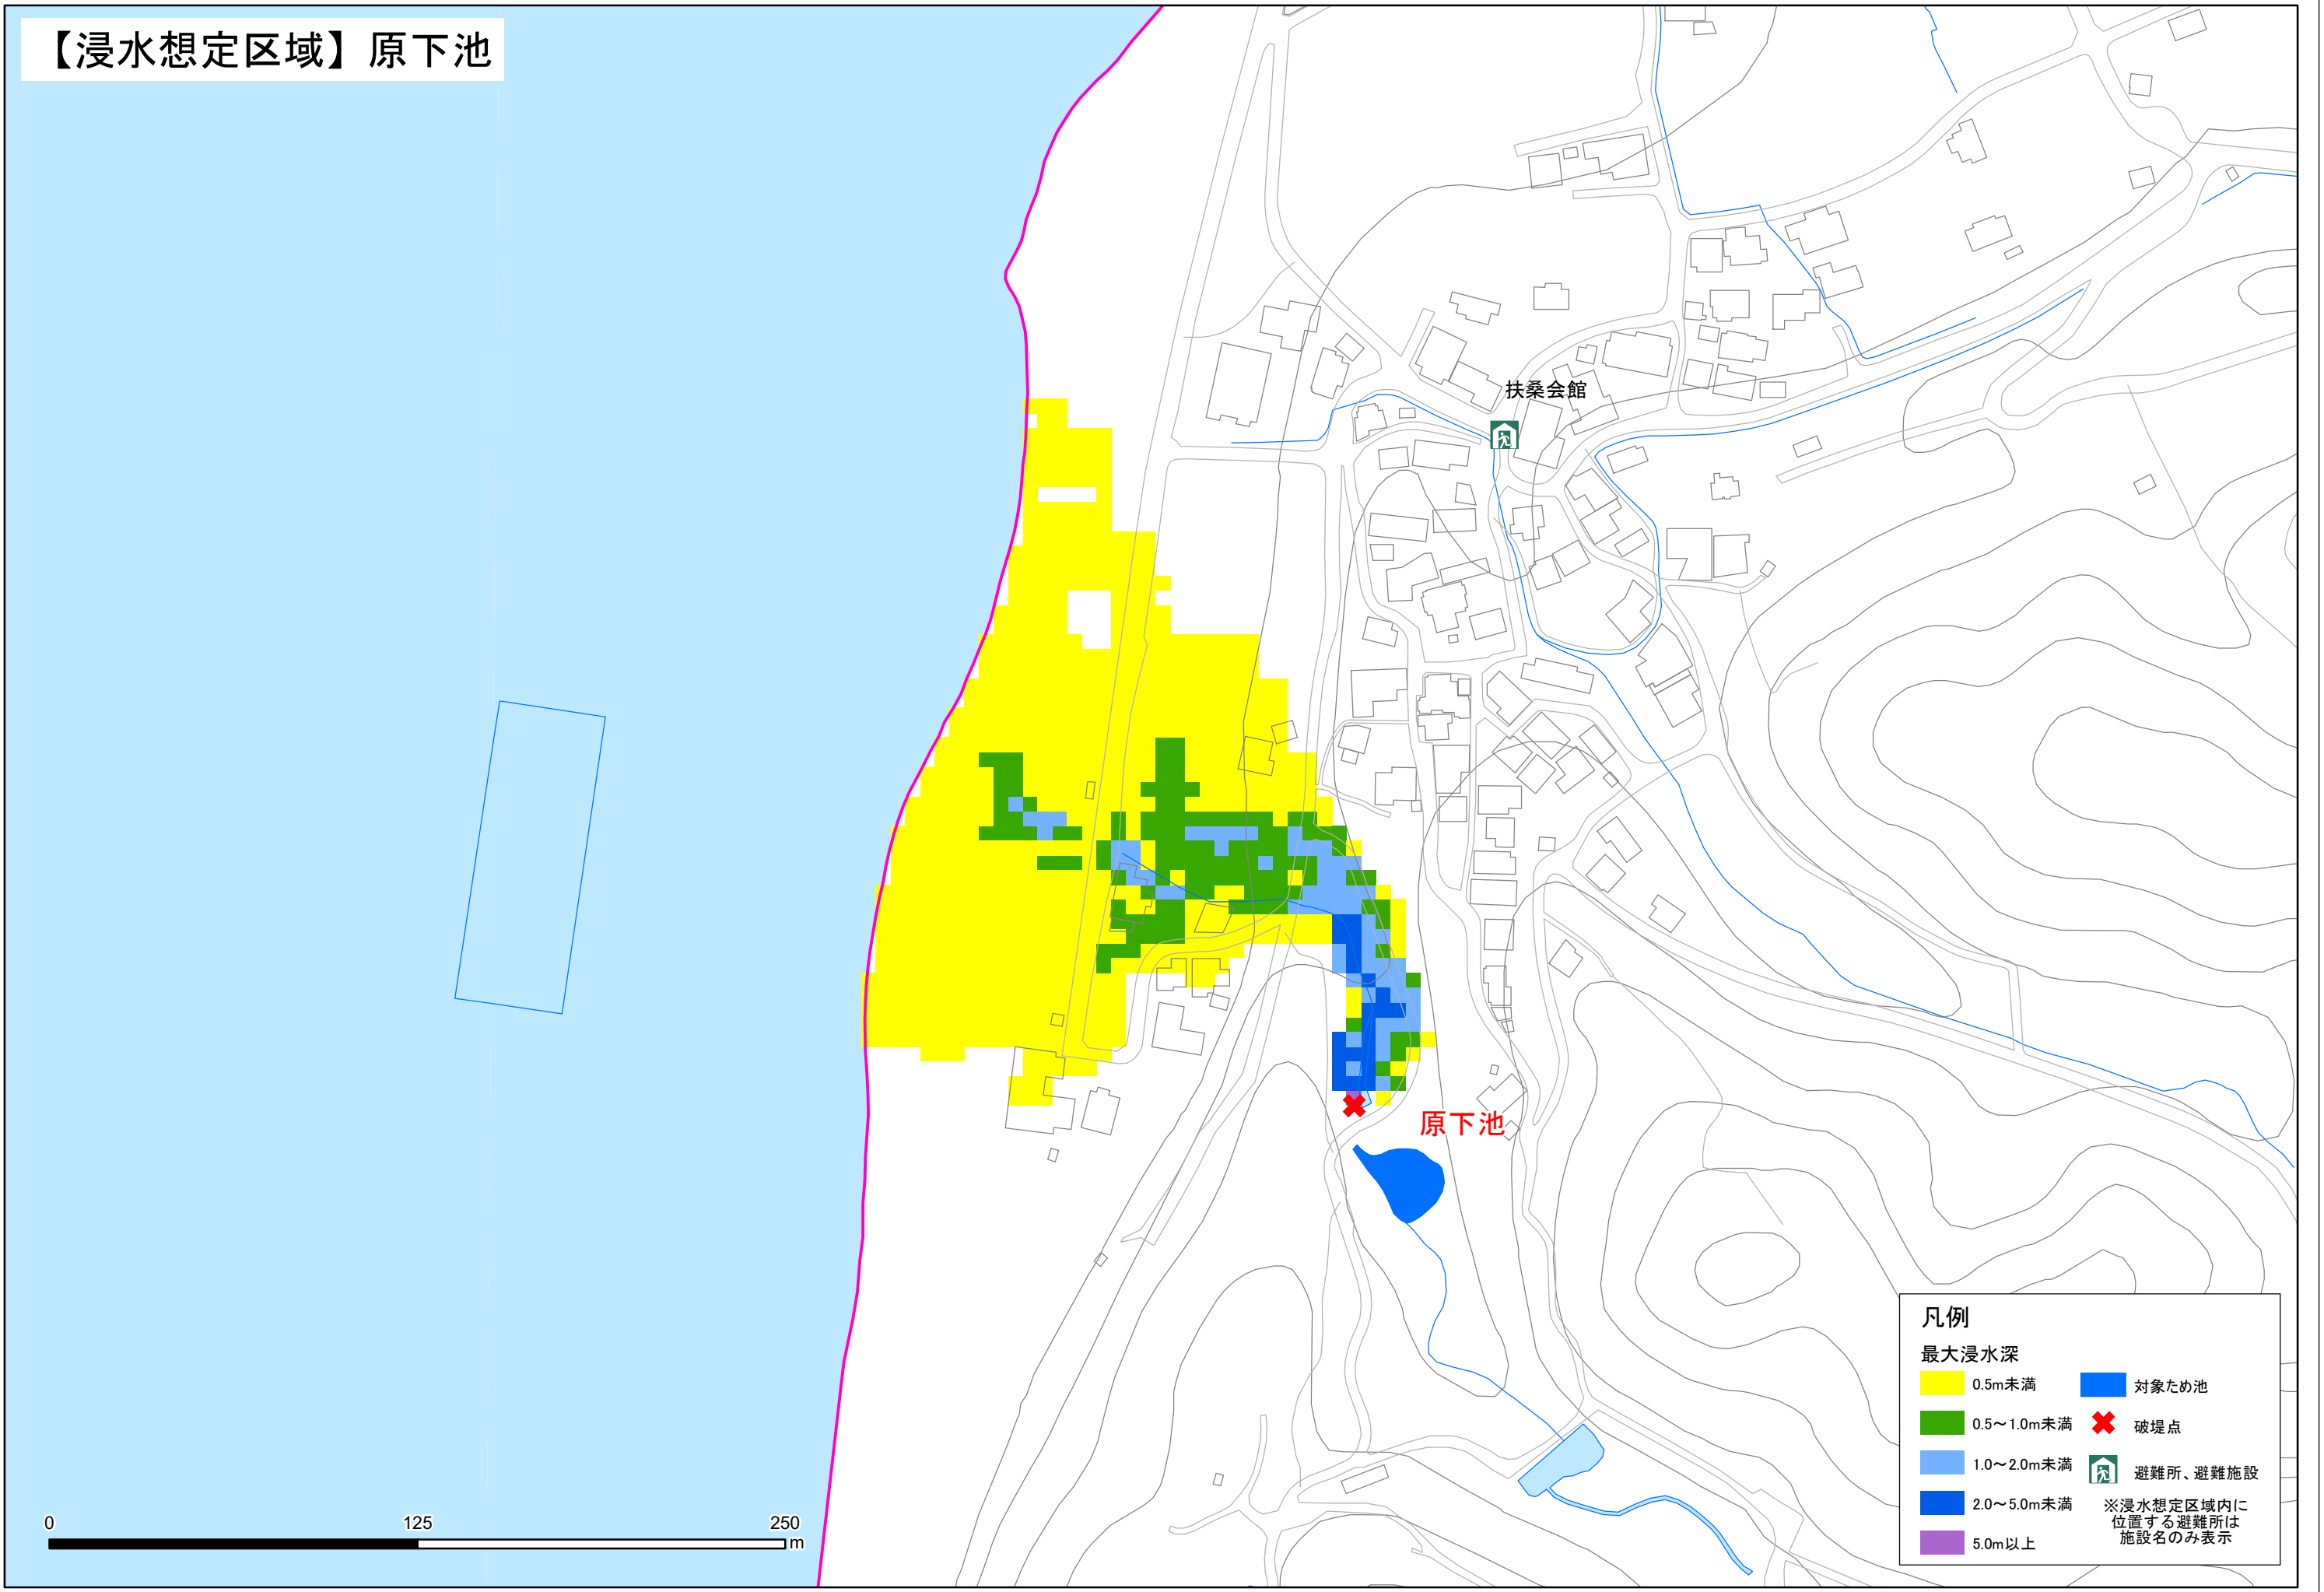 【浸水想定区域】原下池
扶桑会館
原下池
凡例
最大浸水深
0.5m未満
0.5～1.0m未満
1.0～2.0m未満
2.0～5.0m未満
5.0m以上
対象ため池
破堤点
避難所、避難施設
※浸水想定区域内に
位置する避難所は
施設名のみ表示
0 125 250
m